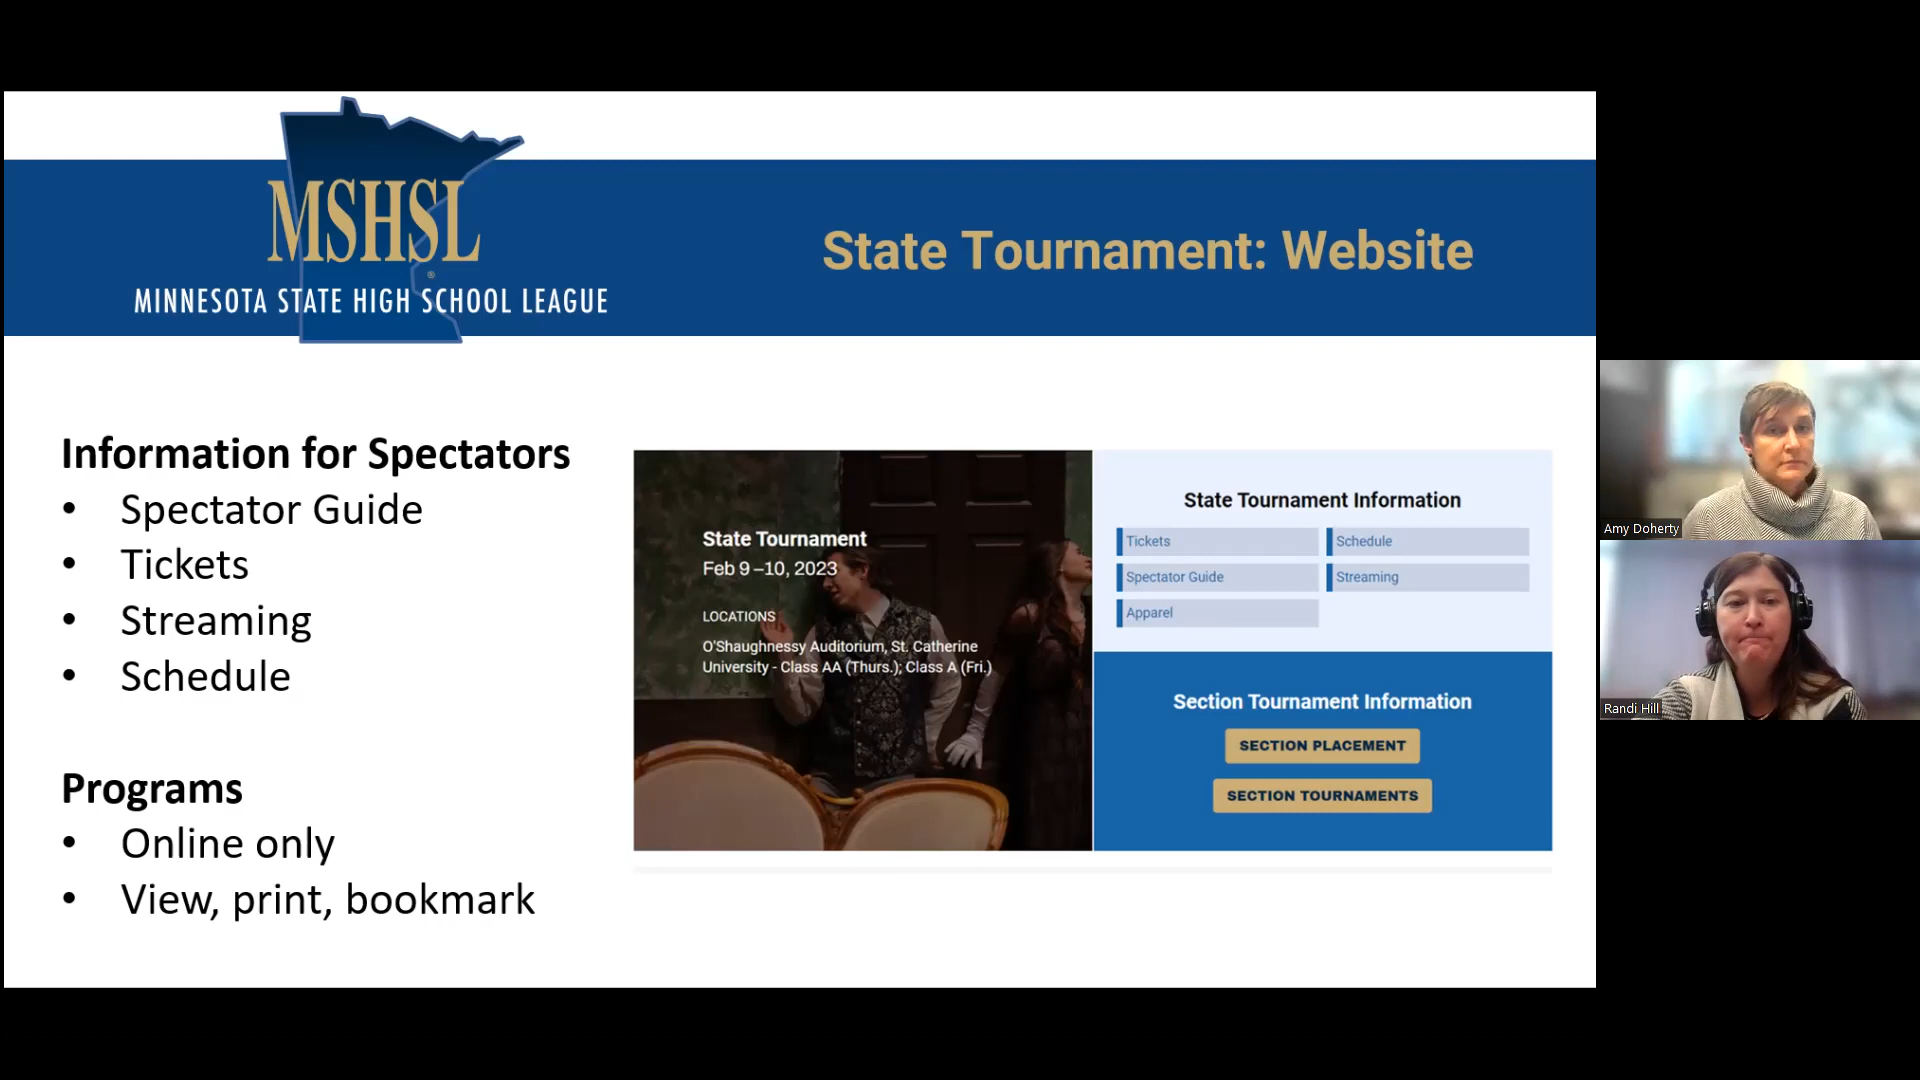 MSHSL
®
MINNESOTA STATE HIGH SCHOOL LEAGUE
State Tournament: Website
Information for Spectators
• Spectator Guide
• Tickets
• Streaming
• Schedule
Programs
• Online only
• View, print, bookmark
State Tournament
Feb 9 –10, 2023
LOCATIONS
O'Shaughnessy Auditorium, St. Catherine
University - Class AA (Thurs.); Class A (Fri.)
State Tournament Information
Tickets
Schedule
Spectator Guide
Streaming
Apparel
Section Tournament Information
SECTION PLACEMENT
SECTION TOURNAMENTS
Amy Doherty
Randi Hill